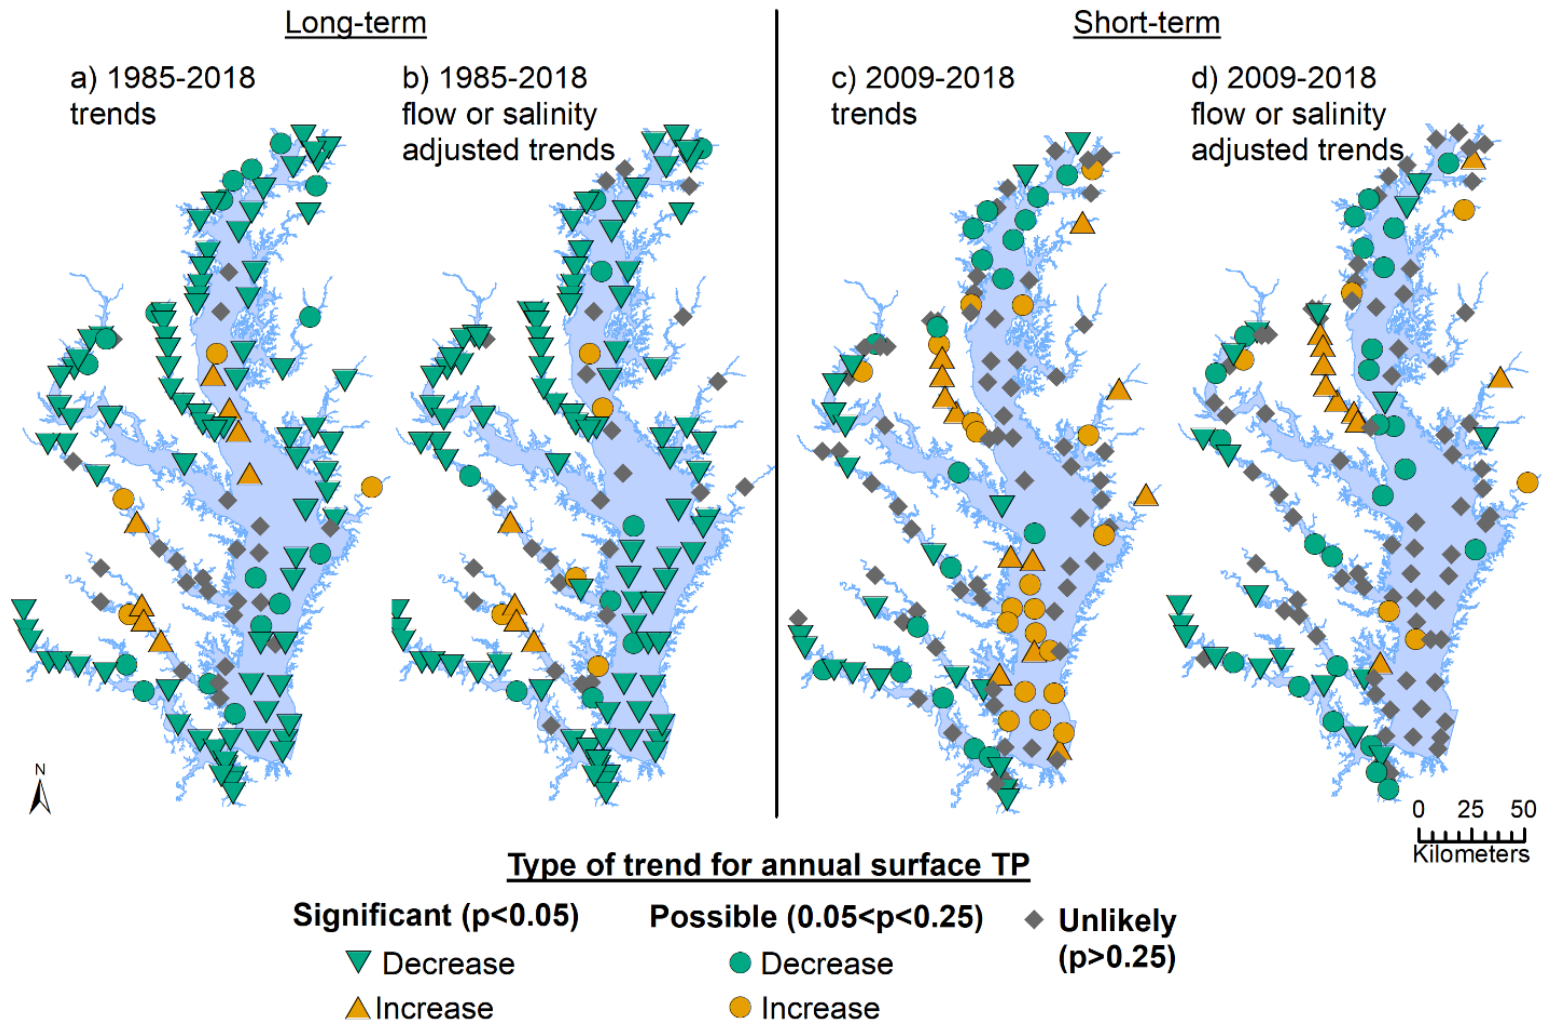 Long-term
Short-term
a) 1985-2018
trends
b) 1985-2018
flow or salinity
adjusted trends
c) 2009-2018
trends
d) 2009-2018
flow or salinity
adjusted trends
N
0 25 50
Kilometers
Type of trend for annual surface TP
Significant (p<0.05)
Decrease
Increase
Possible (0.05<p<0.25)
Decrease
Increase
Unlikely
(p>0.25)